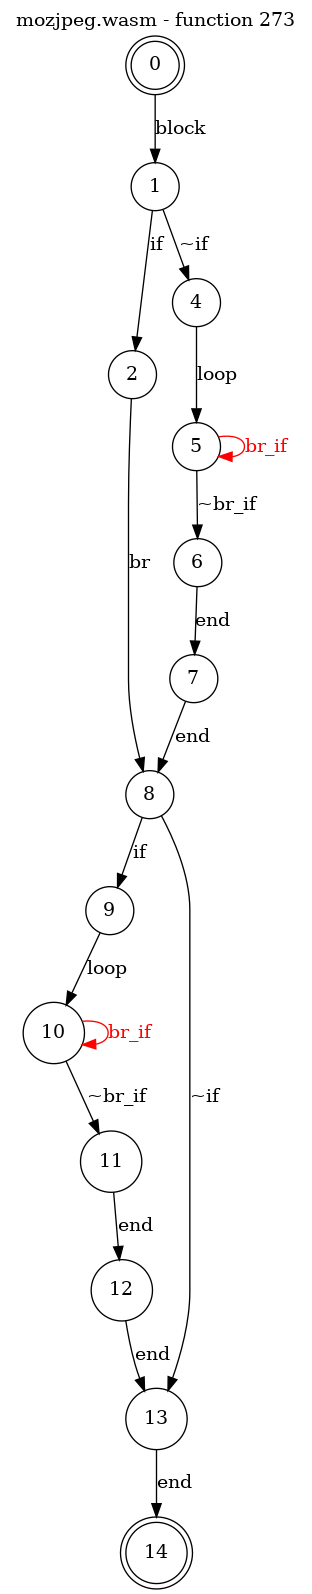 mozjpeg.wasm - function 273
0
block
1
if
~if
4
loop
2
5
br_if
~br_if
br
6
end
7
end
8
if
9
loop
~if
10
br_if
~br_if
11
end
12
end
13
end
14